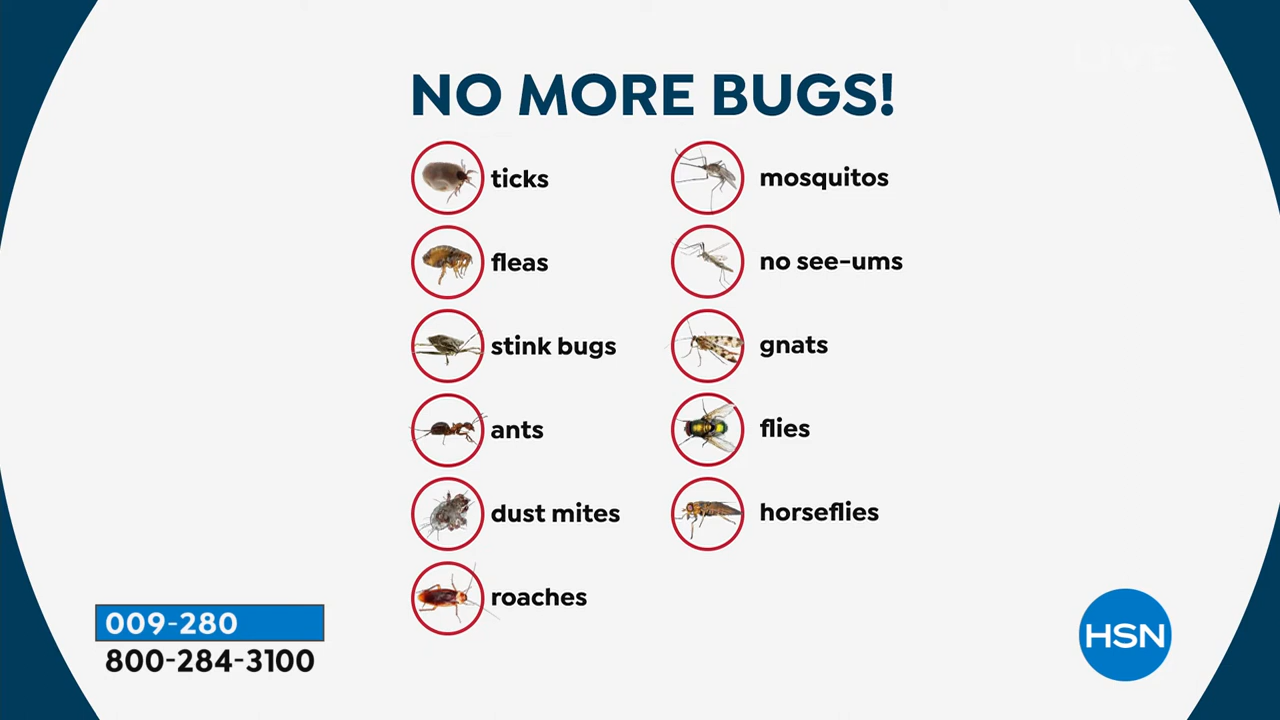 NO MORE BUGS!
ticks
fleas
stink bugs
ants
dust mites
roaches
mosquitos
no see-ums
gnats
flies
horseflies
009-280
800-284-3100
HSN